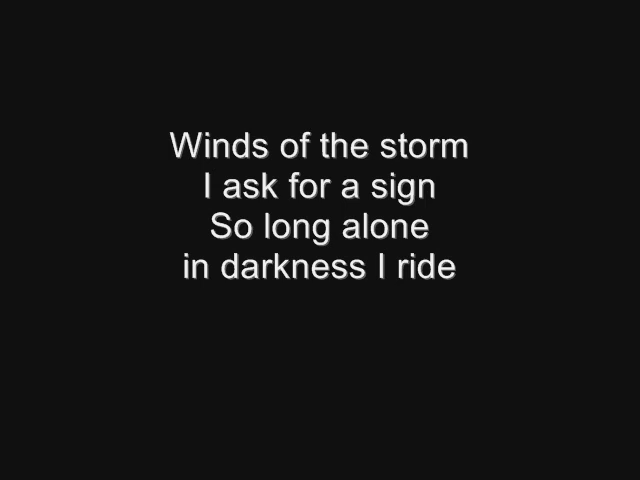 Winds of the storm
I ask for a sign
So long alone
in darkness I ride